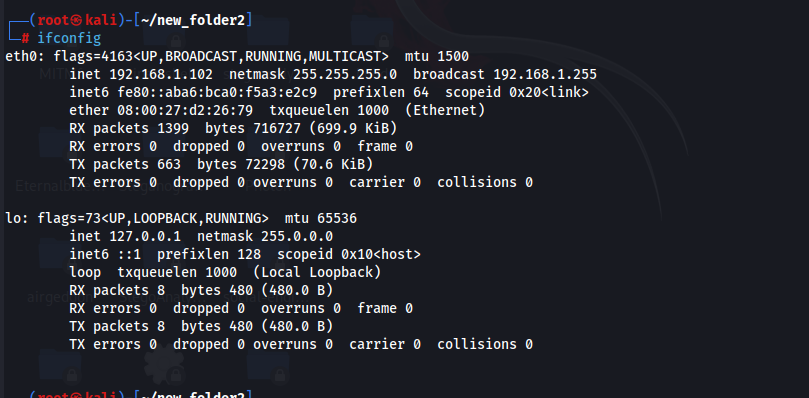 (root㉿kali)-[~/new_folder2]
# ifconfig
eth0: flags=4163<UP,BROADCAST,RUNNING,MULTICAST>  mtu 1500
        inet 192.168.1.102  netmask 255.255.255.0  broadcast 192.168.1.255
        inet6 fe80::aba6:bca0:f5a3:e2c9  prefixlen 64  scopeid 0x20<link>
        ether 08:00:27:d2:26:79  txqueuelen 1000  (Ethernet)
        RX packets 1399  bytes 716727 (699.9 KiB)
        RX errors 0  dropped 0  overruns 0  frame 0
        TX packets 663  bytes 72298 (70.6 KiB)
        TX errors 0  dropped 0 overruns 0  carrier 0  collisions 0
lo: flags=73<UP,LOOPBACK,RUNNING>  mtu 65536
        inet 127.0.0.1  netmask 255.0.0.0
        inet6 ::1  prefixlen 128  scopeid 0x10<host>
        loop  txqueuelen 1000  (Local Loopback)
        RX packets 8  bytes 480 (480.0 B)
        RX errors 0  dropped 0  overruns 0  frame 0
        TX packets 8  bytes 480 (480.0 B)
        TX errors 0  dropped 0 overruns 0  carrier 0  collisions 0
(root㉿kali)-[~/new_folder2]